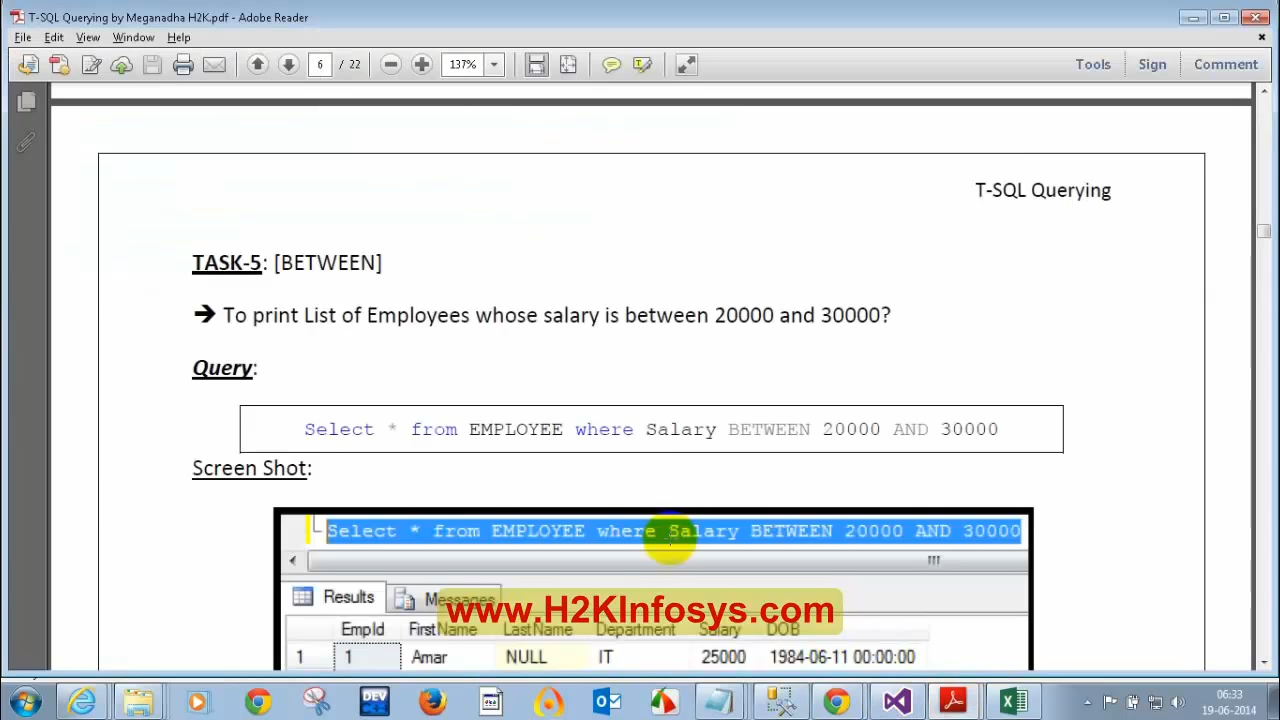 T-SQL Querying by Meganadha H2K.pdf - Adobe Reader
File Edit View Window Help
6 / 22 137% Tools Sign Comment
T-SQL Querying
TASK-5: [BETWEEN]
➔ To print List of Employees whose salary is between 20000 and 30000?
Query:
Select * from EMPLOYEE where Salary BETWEEN 20000 AND 30000
Screen Shot:
Select * from EMPLOYEE where Salary BETWEEN 20000 AND 30000
Results Messages
www.H2KInfosys.com
EmpId FirstName LastName Department Salary DOB
1 1 Amar NULL IT 25000 1984-06-11 00:00:00
DEV
06:33
19-06-2014